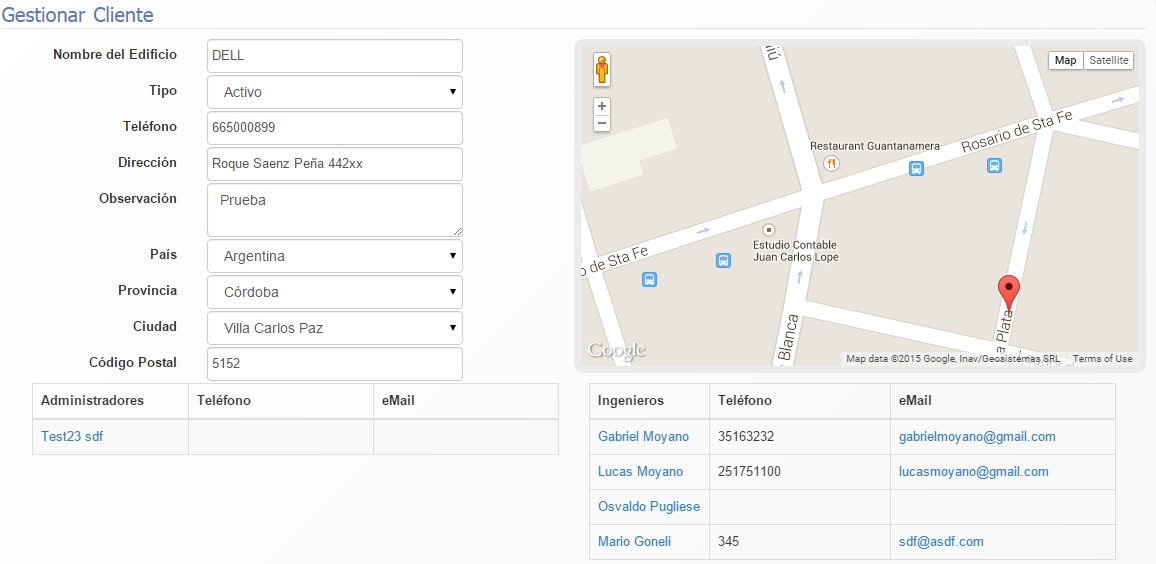 Gestionar Cliente
Nombre del Edificio DELL
Tipo Activo
Teléfono 665000899
Dirección Roque Saenz Peña 442xx
Observación Prueba
País Argentina
Provincia Córdoba
Ciudad Villa Carlos Paz
Código Postal 5152
Map Satellite
Restaurant Guantanamera
Rosario de Sta Fe
Estudio Contable
Juan Carlos Lope
o de Sta Fe
Blanca
a Plata
Google
Map data ©2015 Google, Inav/Geosistemas SRL Terms of Use
Administradores Teléfono eMail
Test23 sdf
Ingenieros Teléfono eMail
Gabriel Moyano 35163232 gabrielmoyano@gmail.com
Lucas Moyano 251751100 lucasmoyano@gmail.com
Osvaldo Pugliese
Mario Goneli 345 sdf@asdf.com